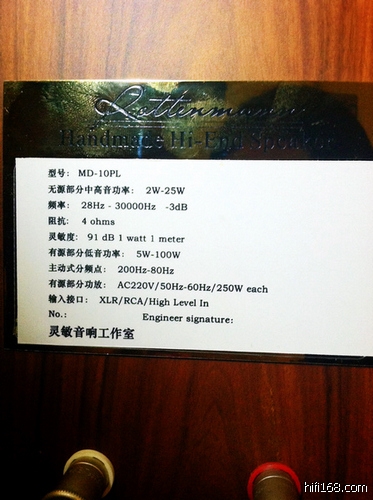 Handmade Hi-End Speaker
型号: MD-10PL
无源部分中高音功率: 2W-25W
频率: 28Hz - 30000Hz -3dB
阻抗: 4 ohms
灵敏度: 91 dB 1 watt 1 meter
有源部分低音功率: 5W-100W
主动式分频点: 200Hz-80Hz
有源部分功放: AC220V/50Hz-60Hz/250W each
输入接口: XLR/RCA/High Level In
No.: Engineer signature:
灵敏音响工作室
hifi168.com